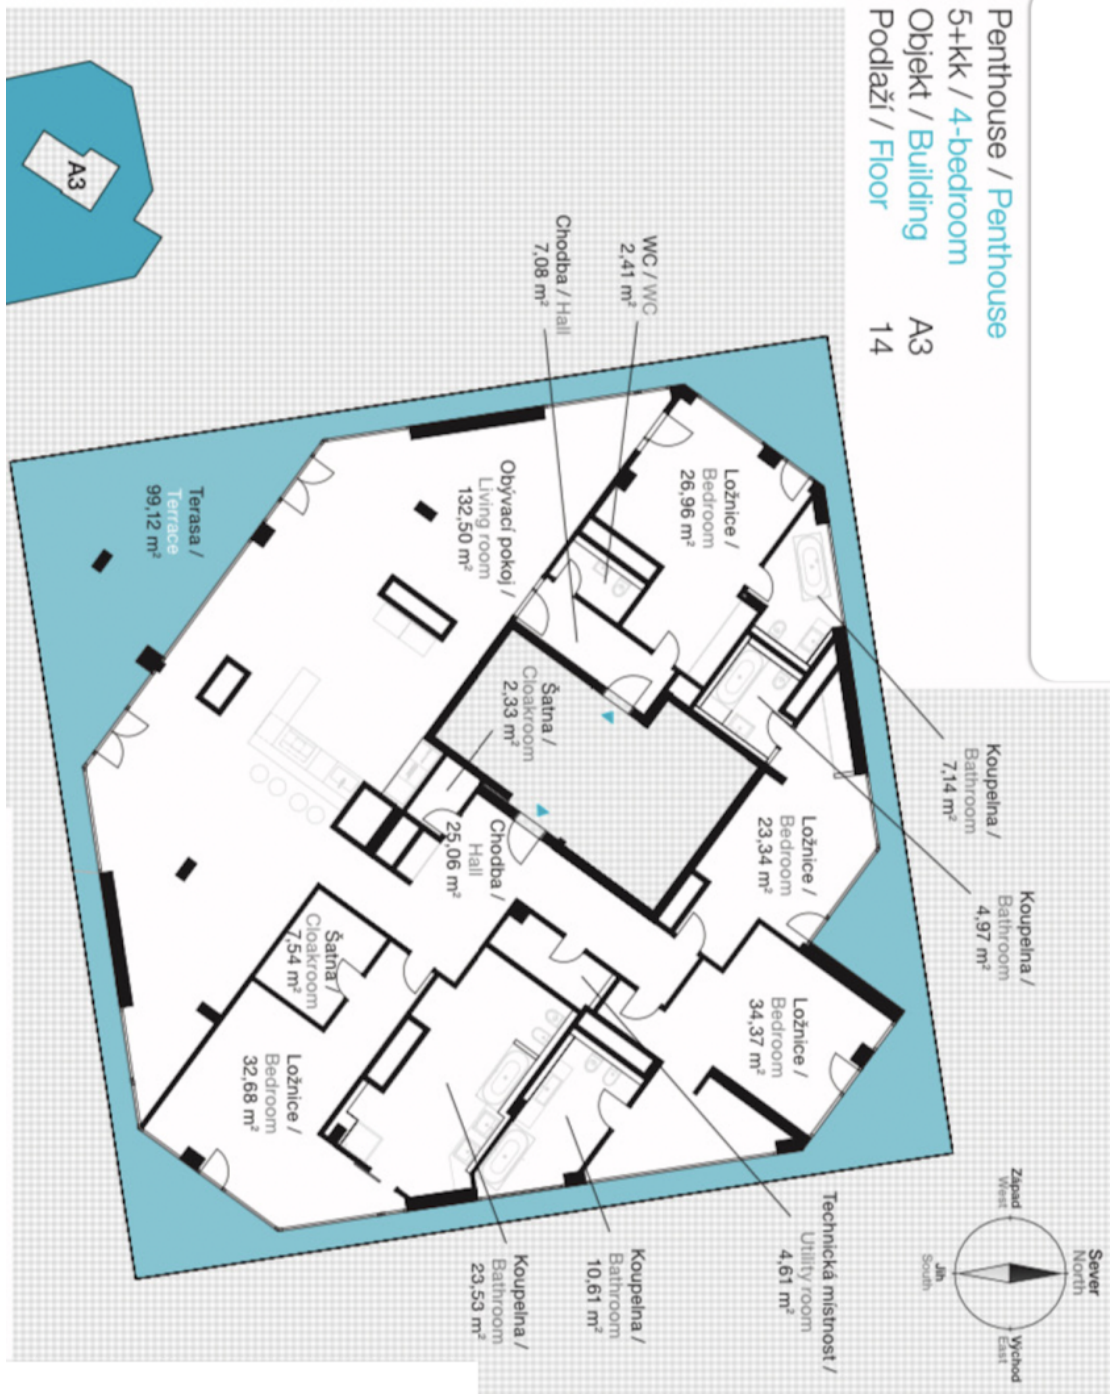 Penthouse / Penthouse
5+kk / 4-bedroom
Objekt / Building A3
Podlaží / Floor 14
A3
WC / WC
2,41 m²
Chodba / Hall
7,08 m²
Ložnice /
Bedroom
26,96 m²
Obývací pokoj /
Living room
132,50 m²
Terasa /
Terrace
99,12 m²
Šatna /
Cloakroom
2,33 m²
Koupelna /
Bathroom
7,14 m²
Koupelna /
Bathroom
4,97 m²
Ložnice /
Bedroom
23,34 m²
Chodba /
Hall
25,06 m²
Šatna /
Cloakroom
7,54 m²
Ložnice /
Bedroom
34,37 m²
Ložnice /
Bedroom
32,68 m²
Technická místnost /
Utility room
4,61 m²
Koupelna /
Bathroom
10,61 m²
Koupelna /
Bathroom
23,53 m²
Sever
North
Západ
West
Východ
East
Jih
South